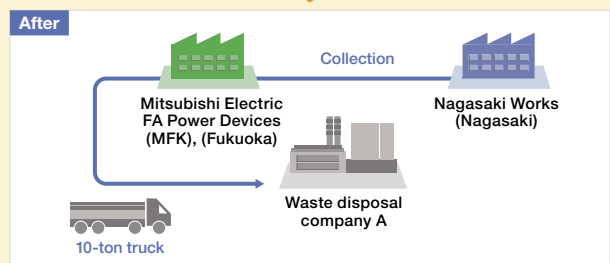 After
Collection
Mitsubishi Electric
FA Power Devices
(MFK), (Fukuoka)
Nagasaki Works
(Nagasaki)
Waste disposal
company A
10-ton truck